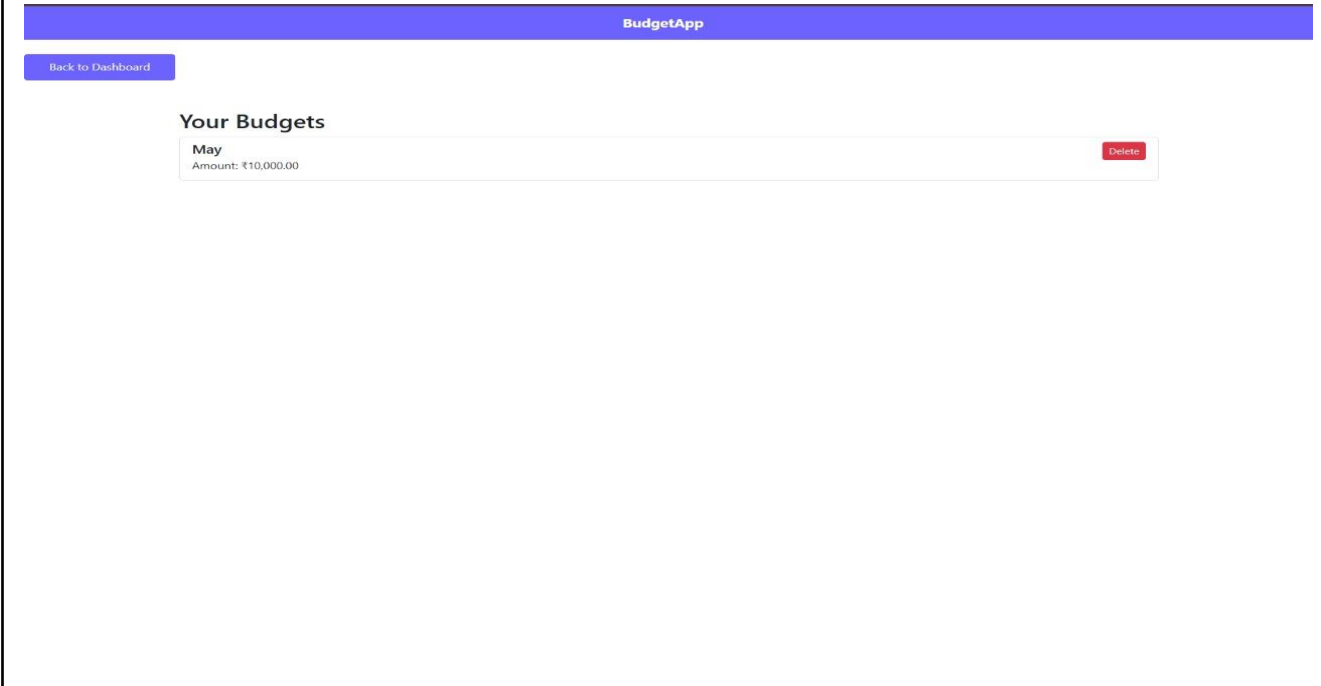 BudgetApp
Back to Dashboard
Your Budgets
May
Delete
Amount: ₹10,000.00